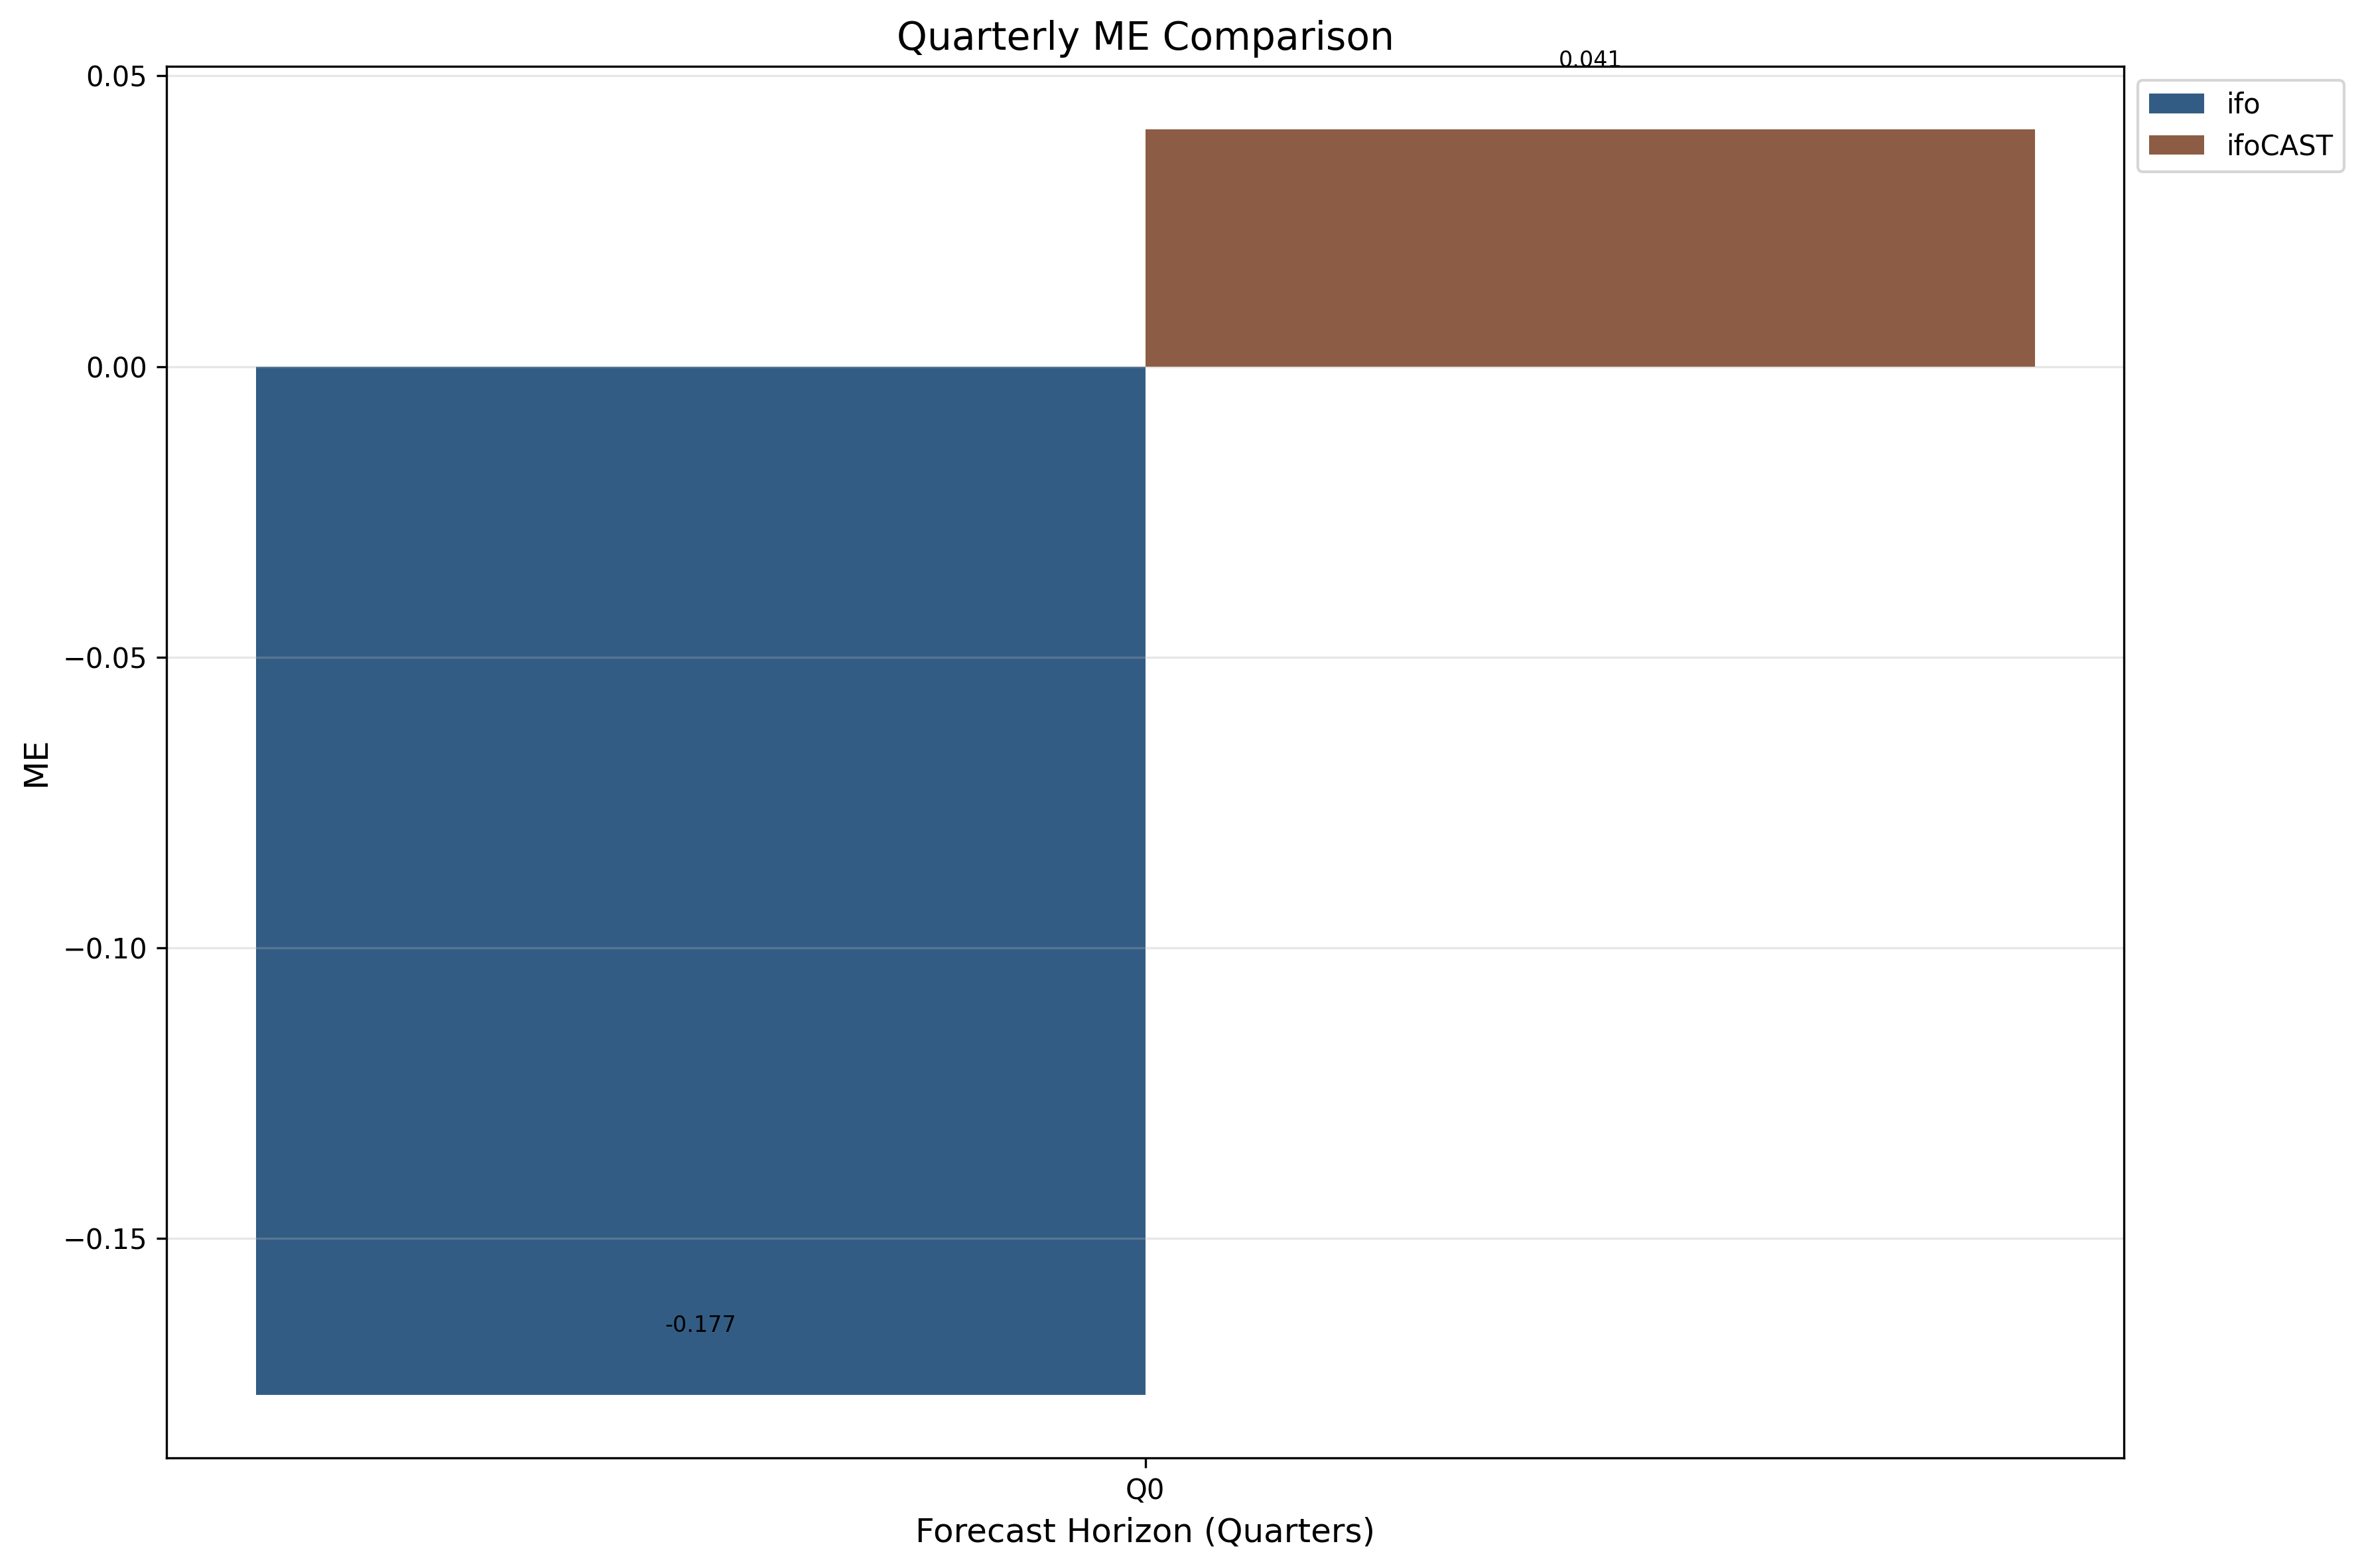 Quarterly ME Comparison
0.041
0.05
0.00
−0.05
−0.10
−0.15
ME
-0.177
Q0
Forecast Horizon (Quarters)
ifo
ifoCAST